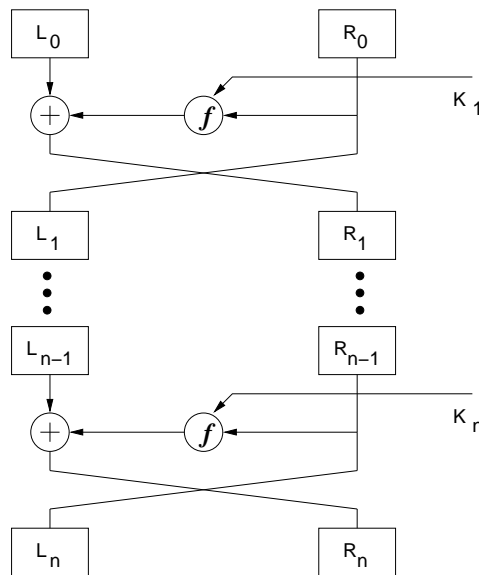 L0 R0
K1
+ f
L1 R1
Ln−1 Rn−1
Kn
+ f
Ln Rn